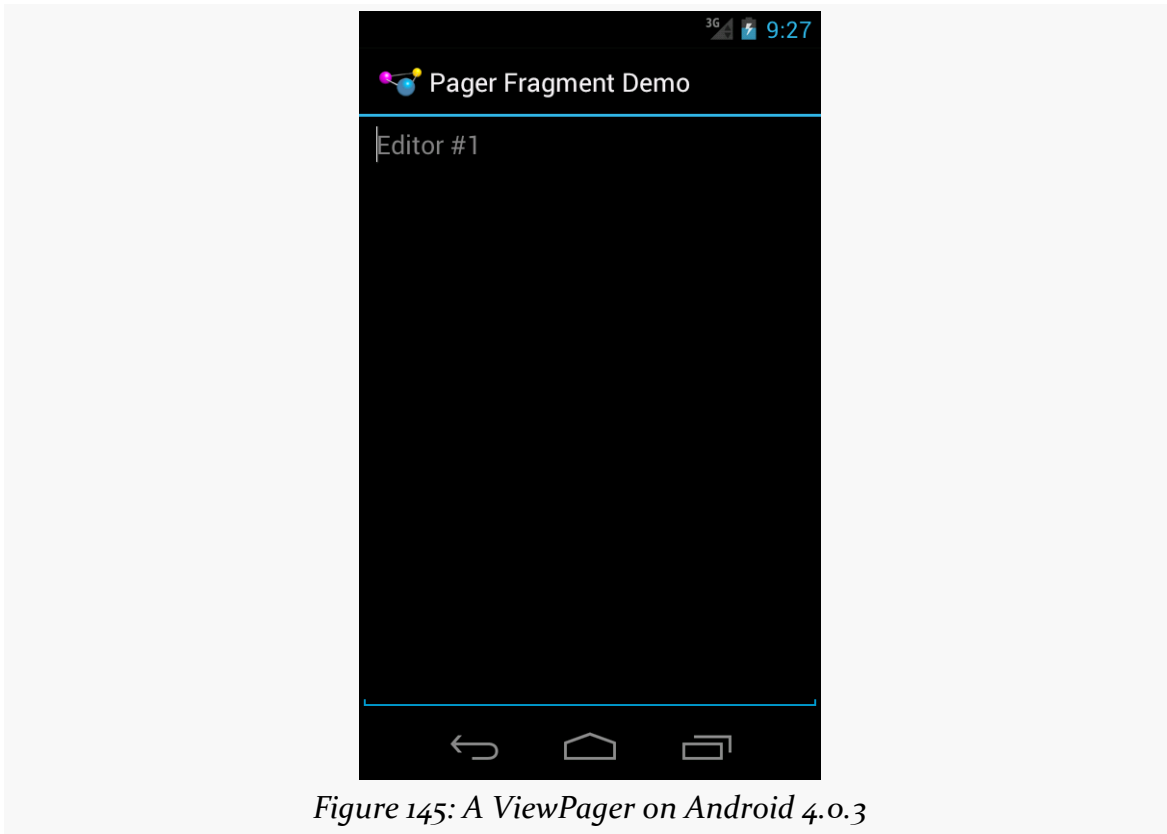 3G 9:27
Pager Fragment Demo
Editor #1
Figure 145: A ViewPager on Android 4.0.3